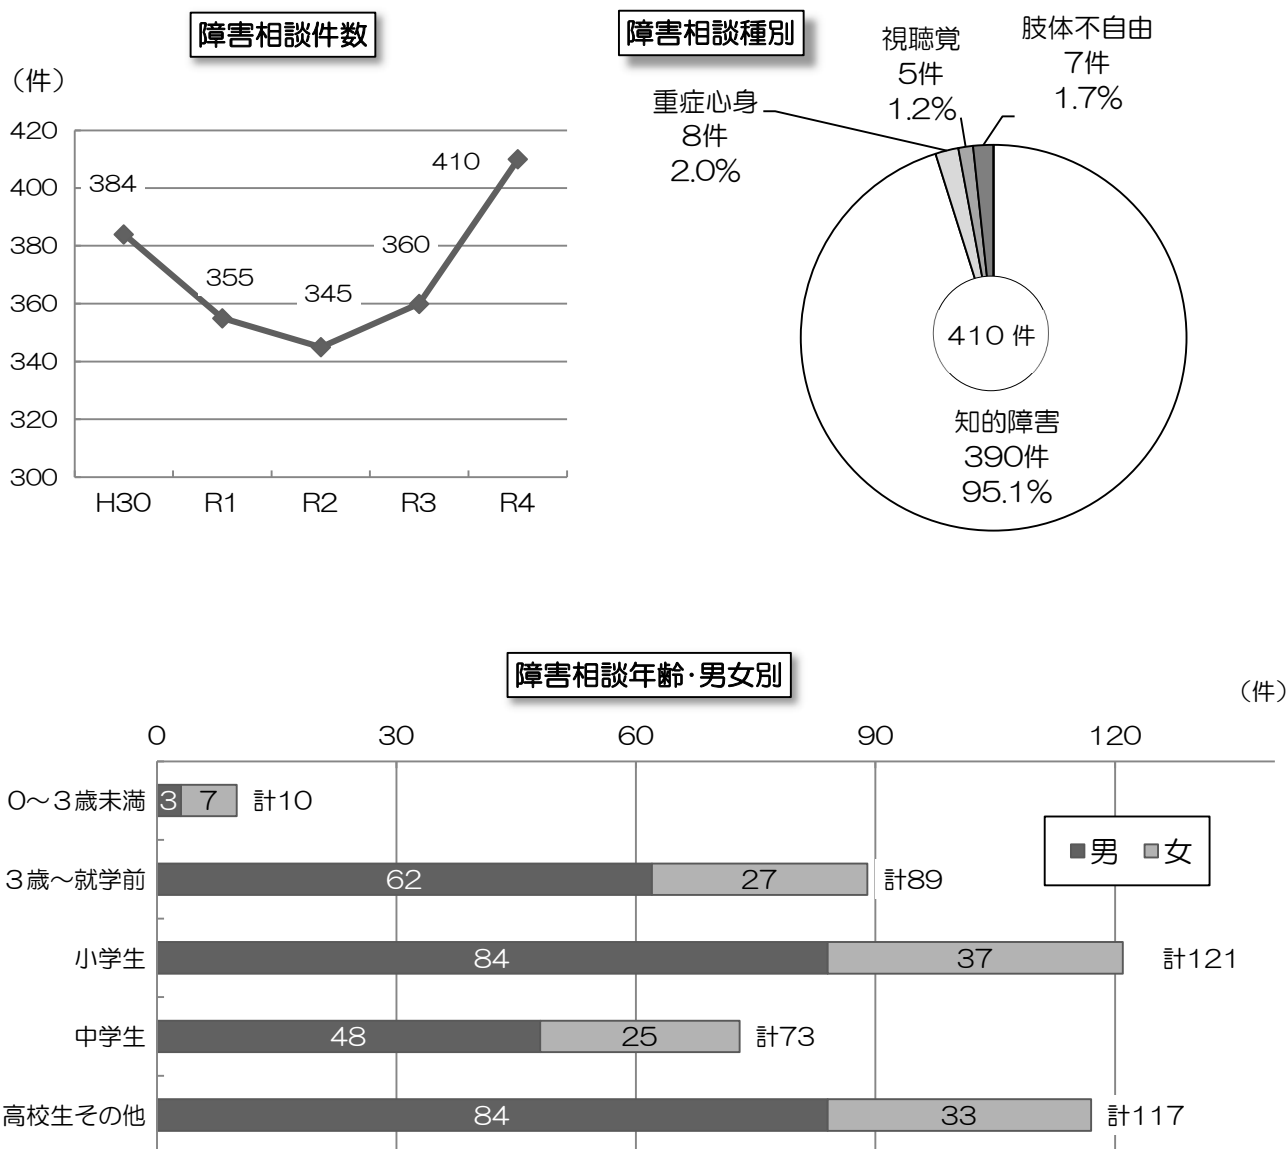 障害相談件数
（件）
420
400
380
360
340
320
300
384
355
345
360
410
H30 R1 R2 R3 R4
障害相談種別
重症心身
8件
2.0%
視聴覚
5件
1.2%
肢体不自由
7件
1.7%
410 件
知的障害
390件
95.1%
障害相談年齢・男女別
（件）
0 30 60 90 120
0～３歳未満 3 7 計10
３歳～就学前 62 27 計89
小学生 84 37 計121
中学生 48 25 計73
高校生その他 84 33 計117
男 女